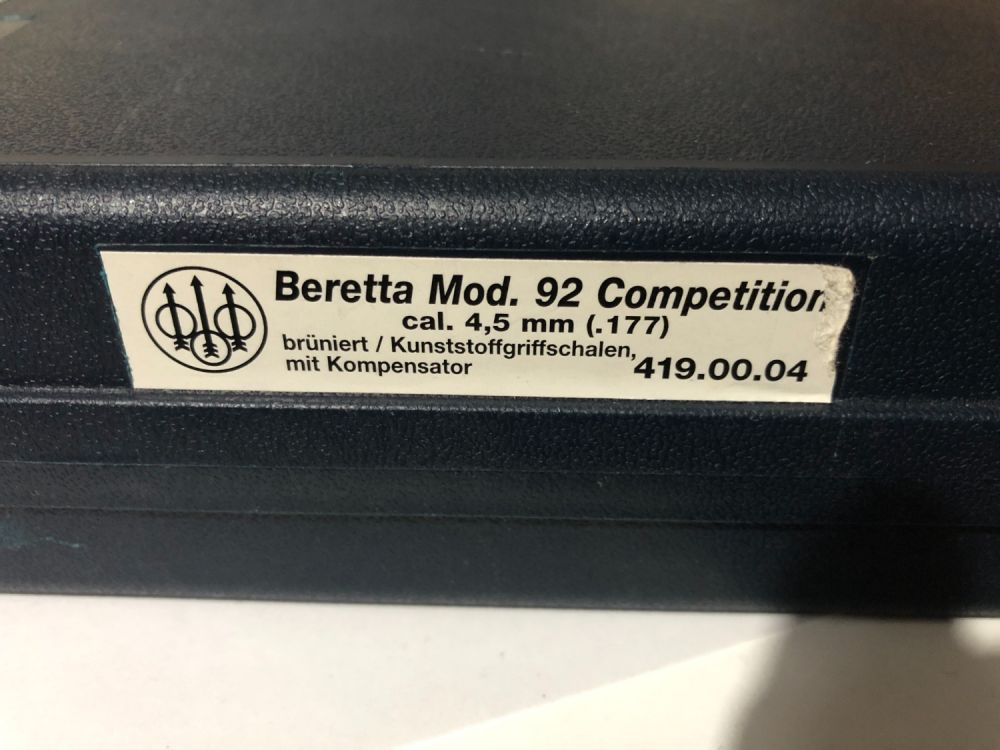 Beretta Mod. 92 Competition
cal. 4,5 mm (.177)
brüniert / Kunststoffgriffschalen,
mit Kompensator
419.00.04